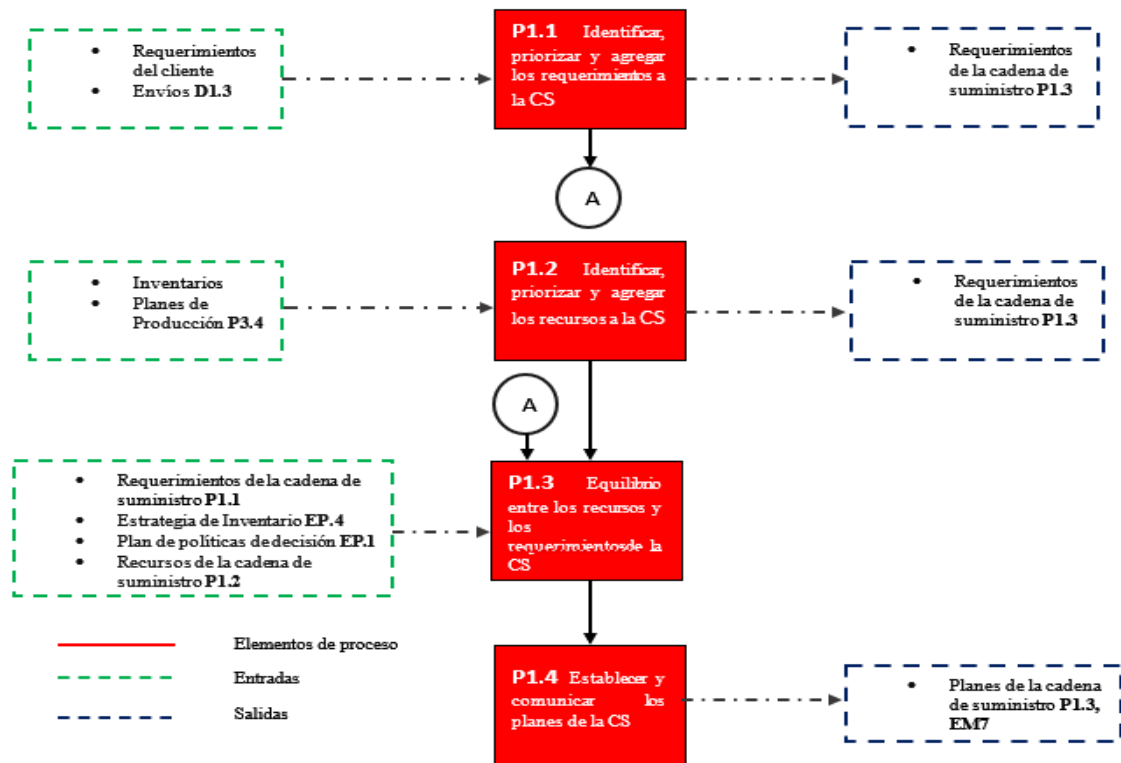 • Requerimientos
del cliente
• Envíos D1.3
P1.1 Identificar,
priorizar y agregar
los requerimientos a
la CS
• Requerimientos
de la cadena de
suministro P1.3
A
• Inventarios
• Planes de
Producción P3.4
P1.2 Identificar,
priorizar y agregar
los recursos a la CS
• Requerimientos
de la cadena de
suministro P1.3
A
• Requerimientos de la cadena de
suministro P1.1
• Estrategia de Inventario EP.4
• Plan de políticas de decisión EP.1
• Recursos de la cadena de
suministro P1.2
P1.3 Equilibrio
entre los recursos y
los
requerimientosde la
CS
Elementos de proceso
Entradas
Salidas
P1.4 Establecer y
comunicar los
planes de la CS
• Planes de la cadena
de suministro P1.3,
EM7